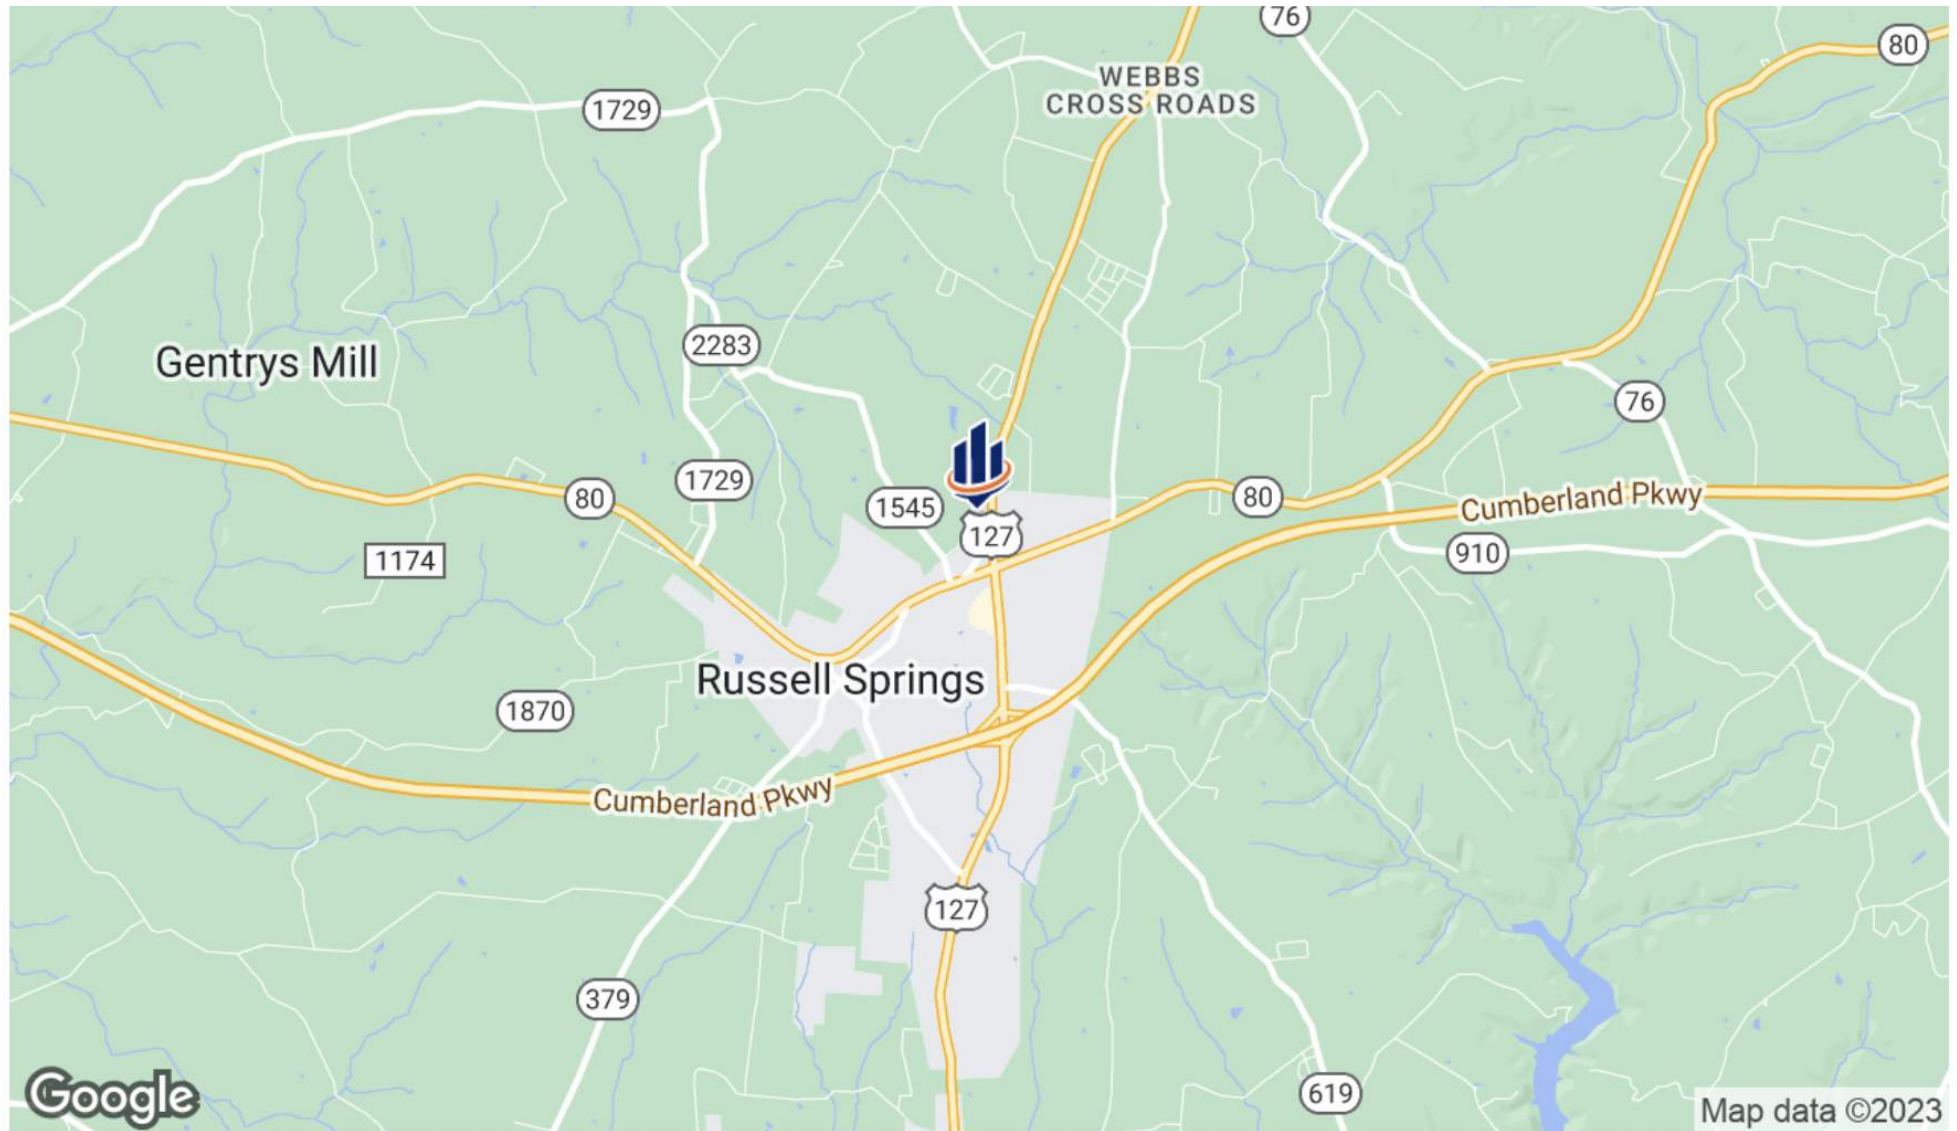 76
80
WEBBS
CROSS ROADS
1729
2283
Gentrys Mill
76
1729
80
1545
80
Cumberland Pkwy
127
910
1174
Russell Springs
1870
Cumberland Pkwy
127
379
619
Google
Map data ©2023